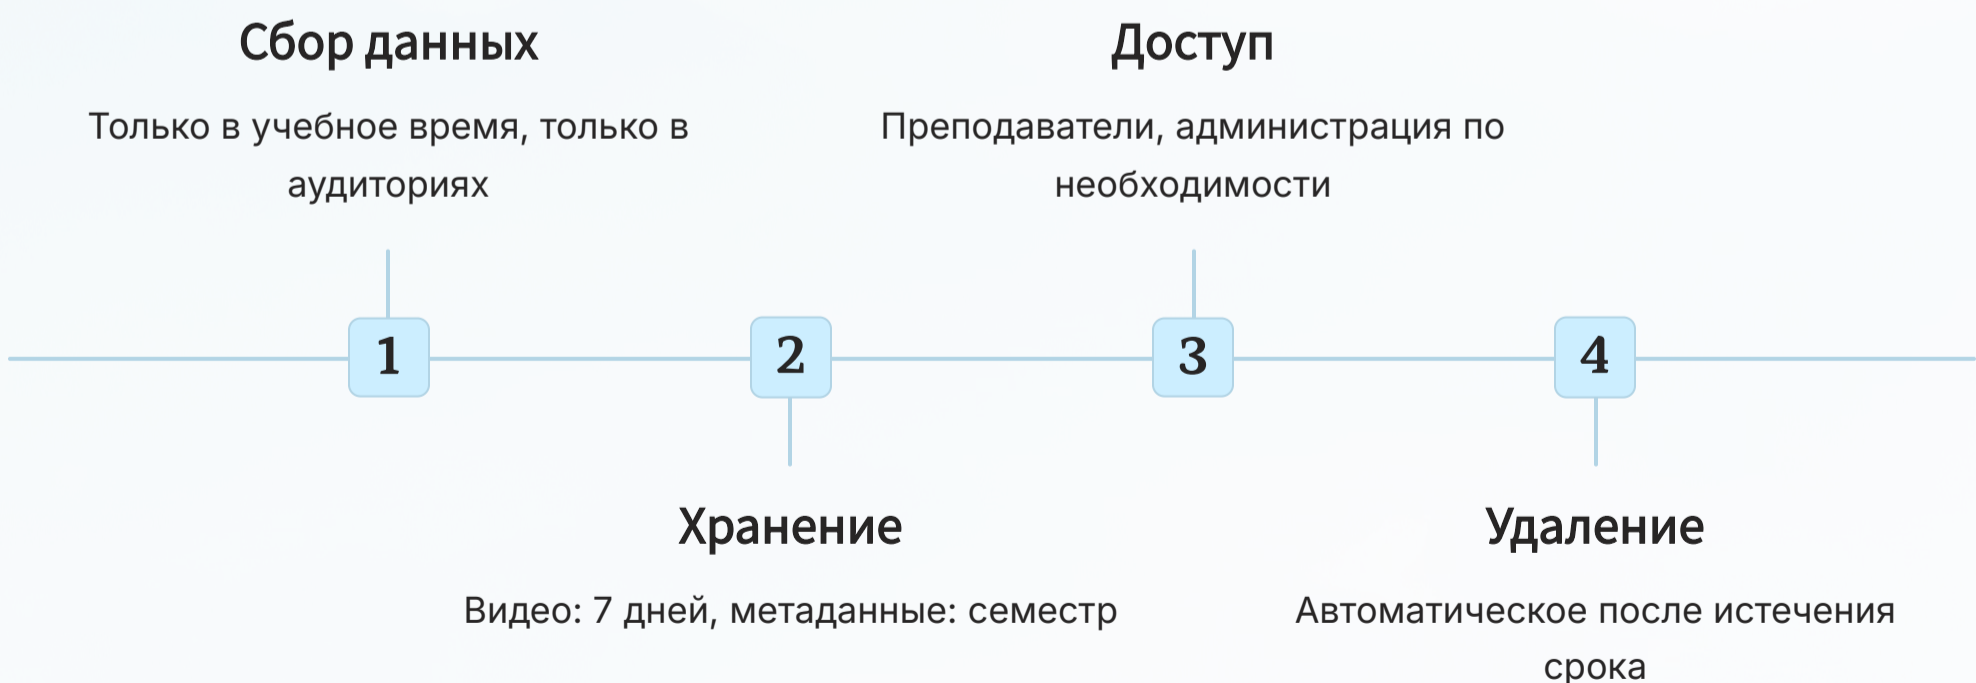 Сбор данных
Только в учебное время, только в
аудиториях
1
2
Хранение
Видео: 7 дней, метаданные: семестр
Доступ
Преподаватели, администрация по
необходимости
3
4
Удаление
Автоматическое после истечения
срока